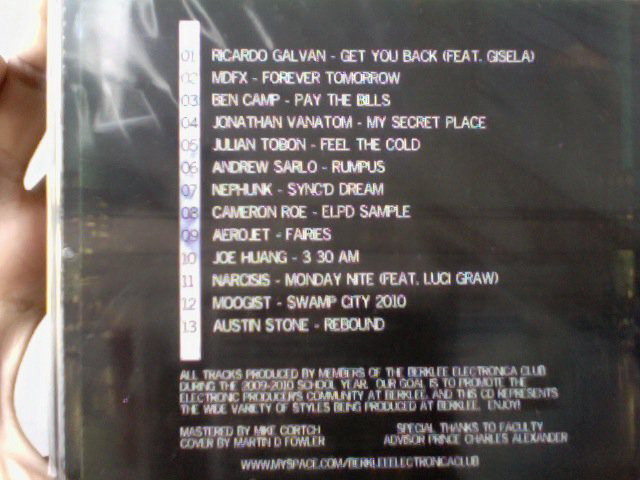 01 RICARDO GALVAN - GET YOU BACK (FEAT. GISELA)
02 MDFX - FOREVER TOMORROW
03 BEN CAMP - PAY THE BILLS
04 JONATHAN VANATOM - MY SECRET PLACE
05 JULIAN TOBON - FEEL THE COLD
06 ANDREW SARLO - RUMPUS
07 NEPHUNK - SYNC'D DREAM
08 CAMERON ROE - ELPD SAMPLE
09 AEROJET - FAIRIES
10 JOE HUANG - 3 30 AM
11 NARCISIS - MONDAY NITE (FEAT. LUCI GRAW)
12 MOOGIST - SWAMP CITY 2010
13 AUSTIN STONE - REBOUND
ALL TRACKS PRODUCED BY MEMBERS OF THE BERKLEE ELECTRONICA CLUB
DURING THE 2009-2010 SCHOOL YEAR. OUR GOAL IS TO PROMOTE THE
ELECTRONIC PRODUCER'S COMMUNITY AT BERKLEE, AND THIS CD REPRESENTS
THE WIDE VARIETY OF STYLES BEING PRODUCED AT BERKLEE. ENJOY!
MASTERED BY MIKE CORTCH
COVER BY MARTIN D FOWLER
SPECIAL THANKS TO FACULTY
ADVISOR PRINCE CHARLES ALEXANDER
WWW.MYSPACE.COM/BERKLEEELECTRONICACLUB